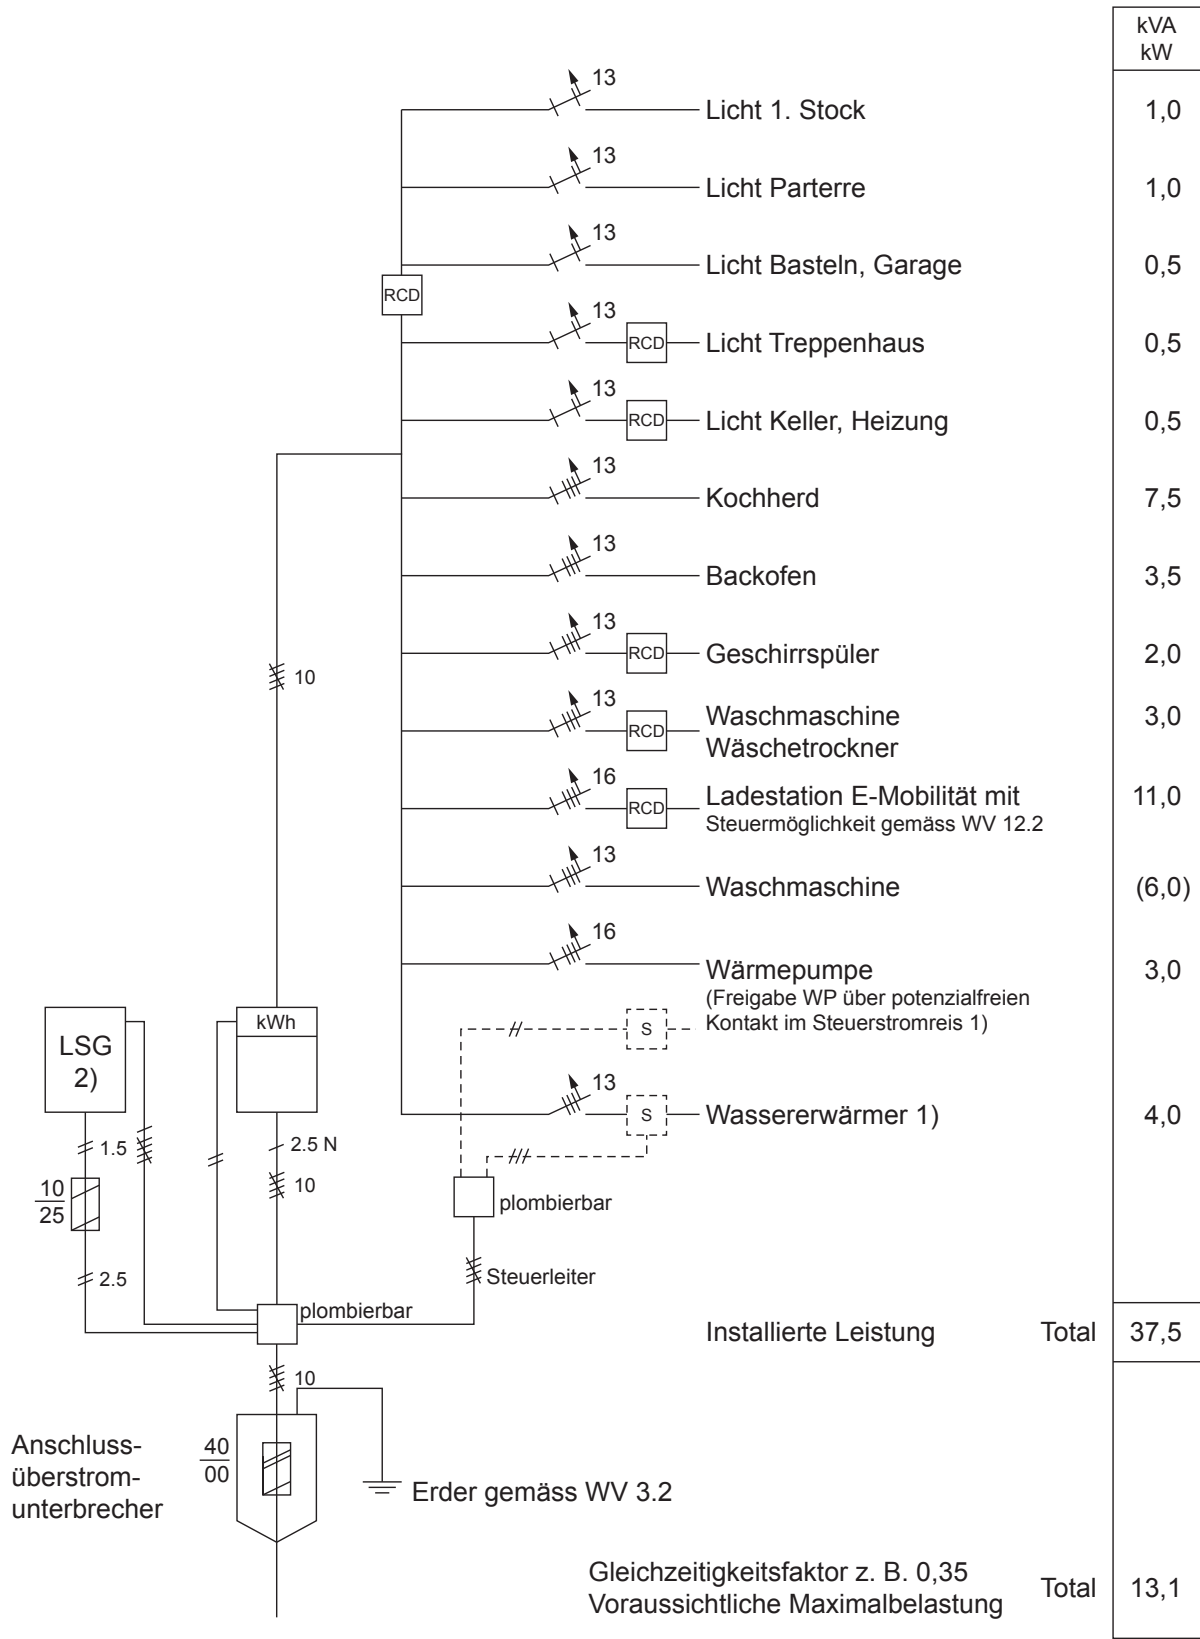 kVA
kW
13
Licht 1. Stock 1,0
13
Licht Parterre 1,0
13
Licht Basteln, Garage 0,5
RCD
13
RCD Licht Treppenhaus 0,5
13
RCD Licht Keller, Heizung 0,5
13
Kochherd 7,5
13
Backofen 3,5
13
RCD Geschirrspüler 2,0
10
13
RCD Waschmaschine 3,0
Wäschetrockner
16
RCD Ladestation E-Mobilität mit 11,0
Steuermöglichkeit gemäss WV 12.2
13
Waschmaschine (6,0)
16
Wärmepumpe 3,0
(Freigabe WP über potenzialfreien
Kontakt im Steuerstromreis 1)
S
kWh
LSG
2)
13
S Wassererwärmer 1) 4,0
1.5
2.5 N
10
10
25
plombierbar
2.5
Steuerleiter
plombierbar
Installierte Leistung Total 37,5
10
Anschluss-
überstrom-
unterbrecher
40
00
Erder gemäss WV 3.2
Gleichzeitigkeitsfaktor z. B. 0,35
Voraussichtliche Maximalbelastung Total 13,1